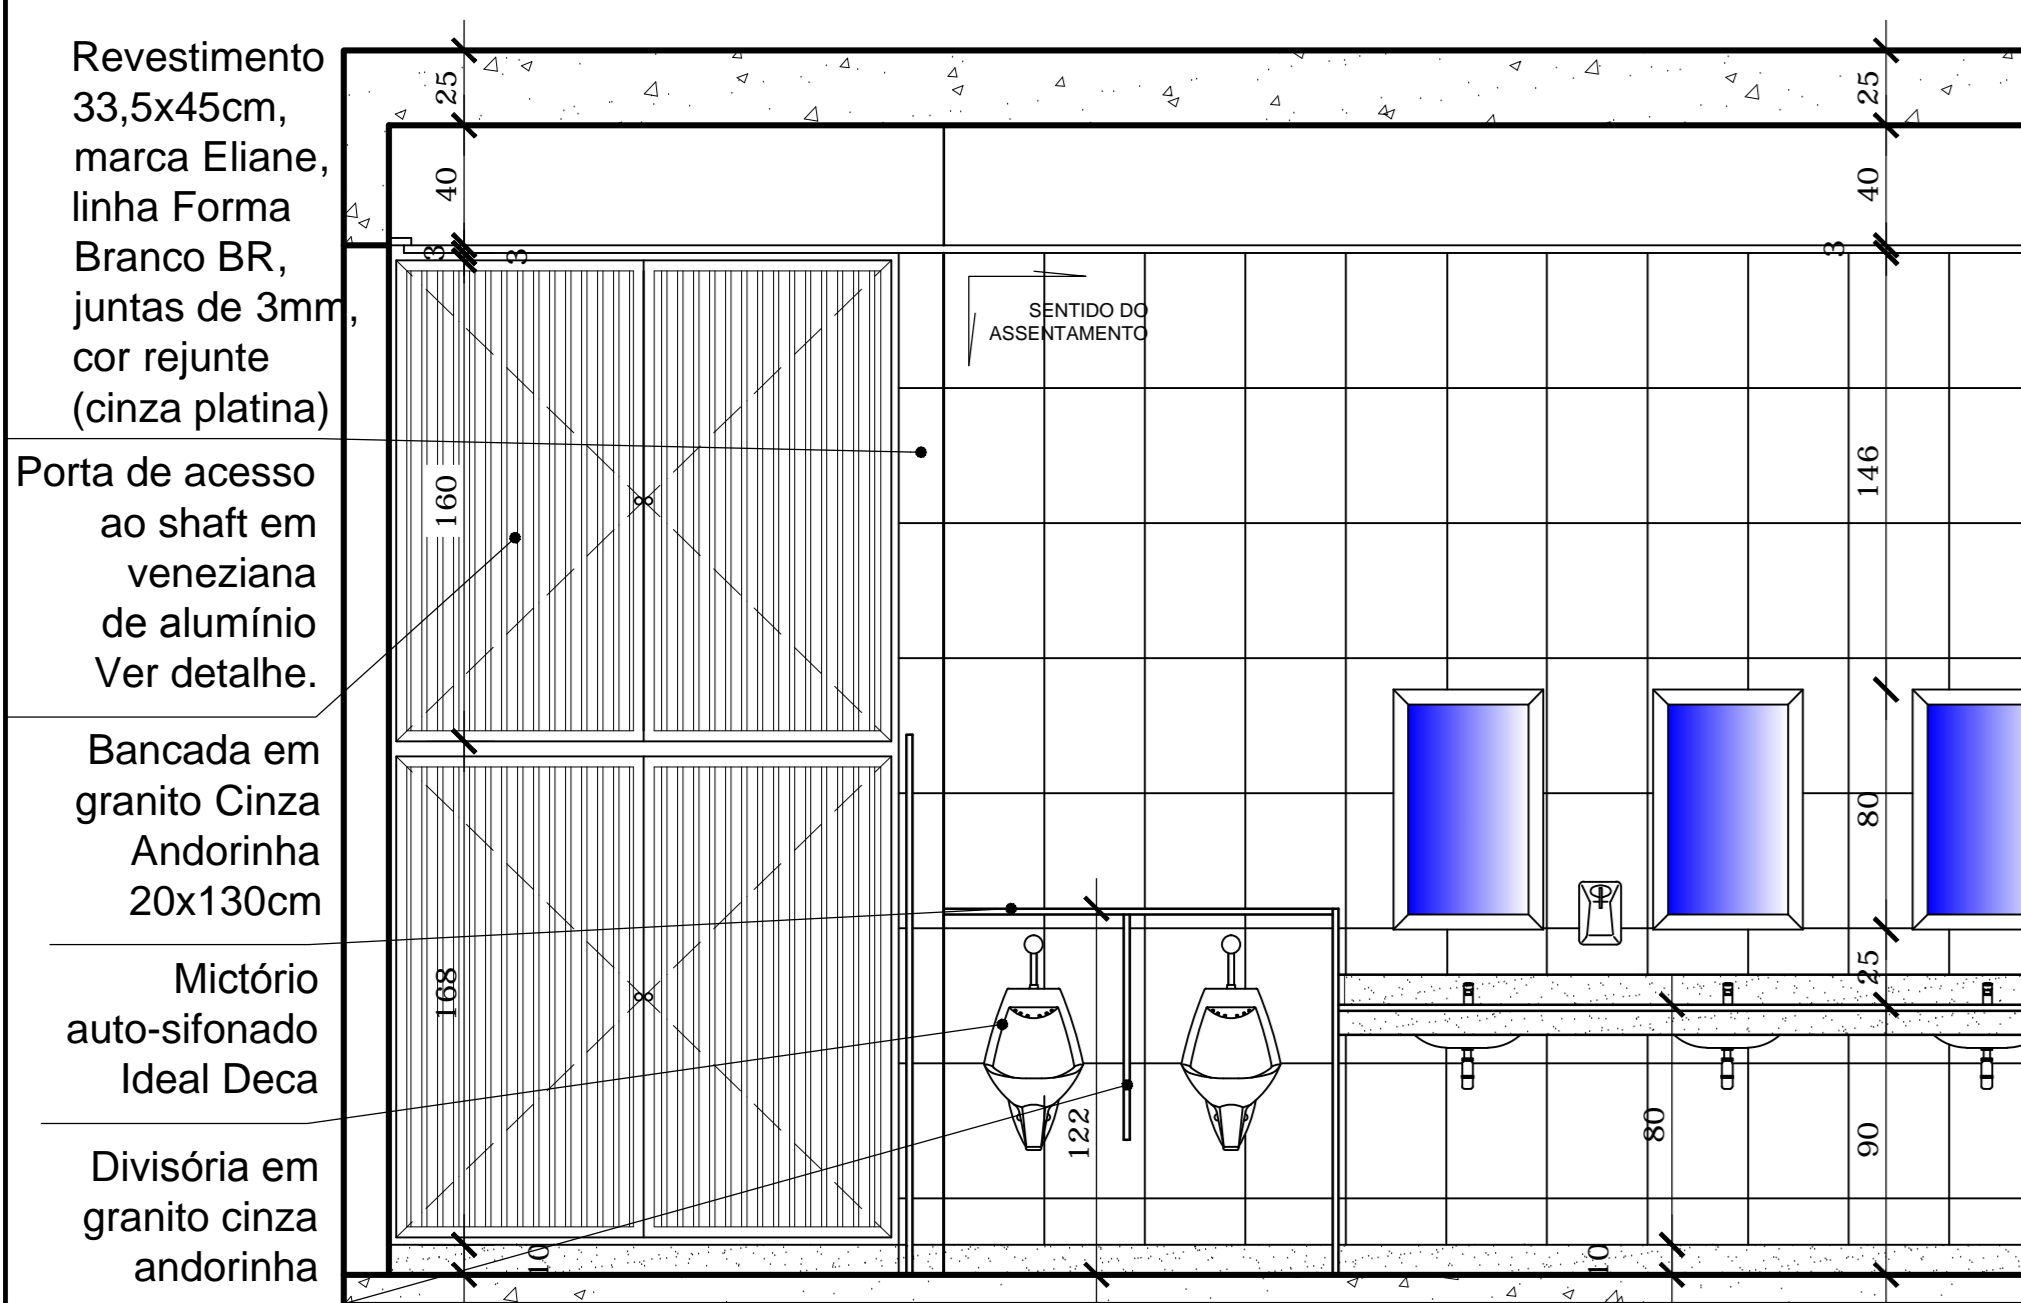 Revestimento
33,5x45cm,
marca Eliane,
linha Forma
Branco BR,
juntas de 3mm,
cor rejunte
(cinza platina)
Porta de acesso
ao shaft em
veneziana
de alumínio
Ver detalhe.
Bancada em
granito Cinza
Andorinha
20x130cm
Mictório
auto-sifonado
Ideal Deca
Divisória em
granito cinza
andorinha
25
40
3
3
160
168
10
SENTIDO DO
ASSENTAMENTO
122
80
10
25
40
3
146
80
25
90